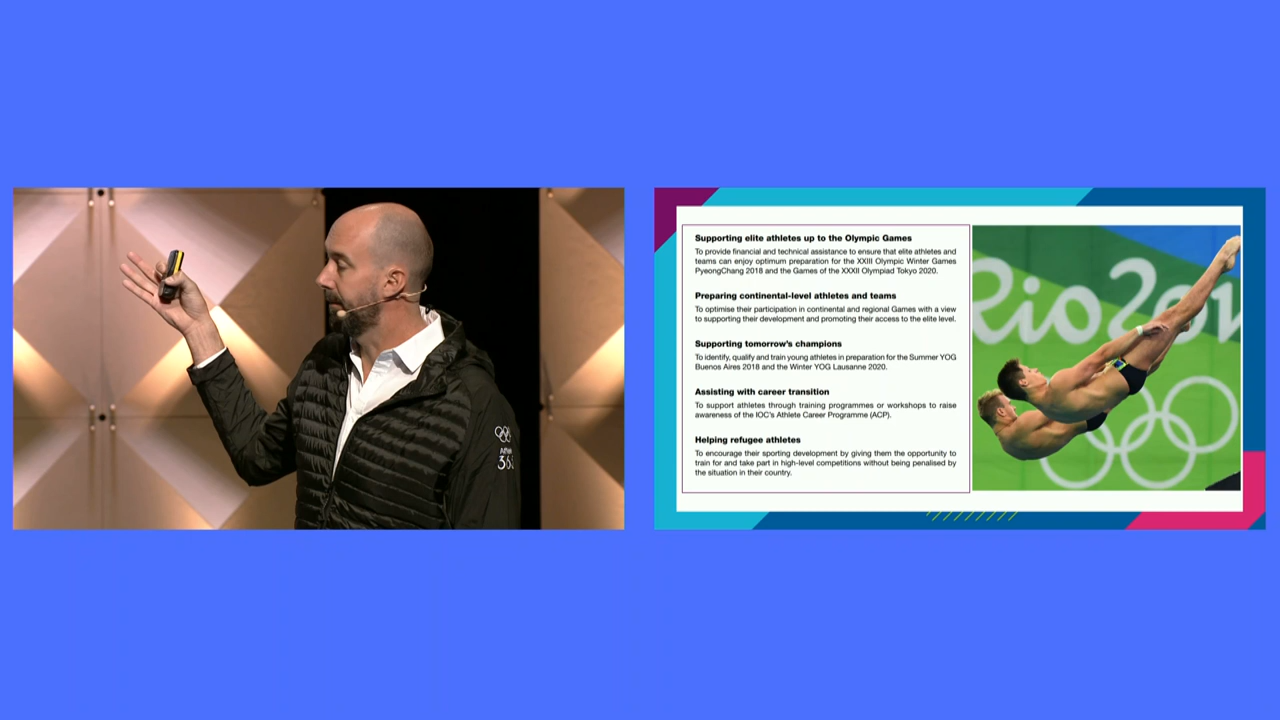 Athlete
365
Supporting elite athletes up to the Olympic Games
To provide financial and technical assistance to ensure that elite athletes and
teams can enjoy optimum preparation for the XXIII Olympic Winter Games
PyeongChang 2018 and the Games of the XXXII Olympiad Tokyo 2020.
Preparing continental-level athletes and teams
To optimise their participation in continental and regional Games with a view
to supporting their development and promoting their access to the elite level.
Supporting tomorrow's champions
To identify, qualify and train young athletes in preparation for the Summer YOG
Buenos Aires 2018 and the Winter YOG Lausanne 2020.
Assisting with career transition
To support athletes through training programmes or workshops to raise
awareness of the IOC's Athlete Career Programme (ACP).
Helping refugee athletes
To encourage their sporting development by giving them the opportunity to
train for and take part in high-level competitions without being penalised by
the situation in their country.
Rio 201